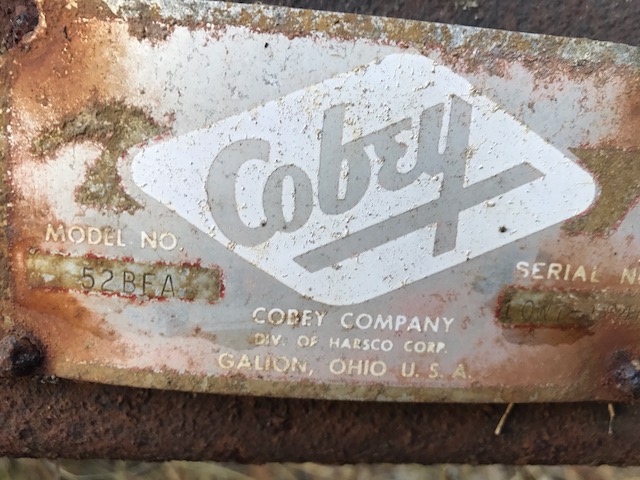 Cobey
MODEL NO.
52BFA
SERIAL N
COBEY COMPANY
DIV. OF HARSCO CORP.
GALION, OHIO U. S. A.